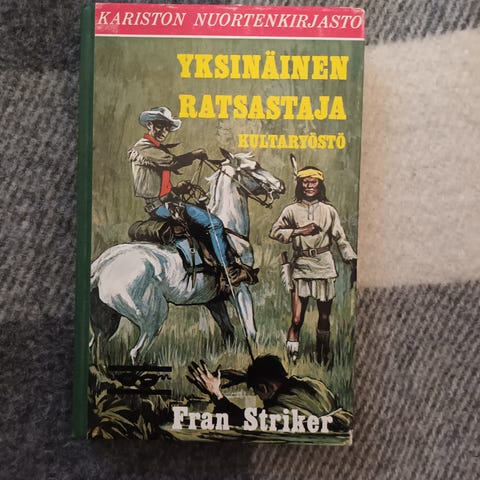 KARISTON NUORTENKIRJASTO
YKSINÄINEN
RATSASTAJA
KULTARYÖSTÖ
Fran Striker